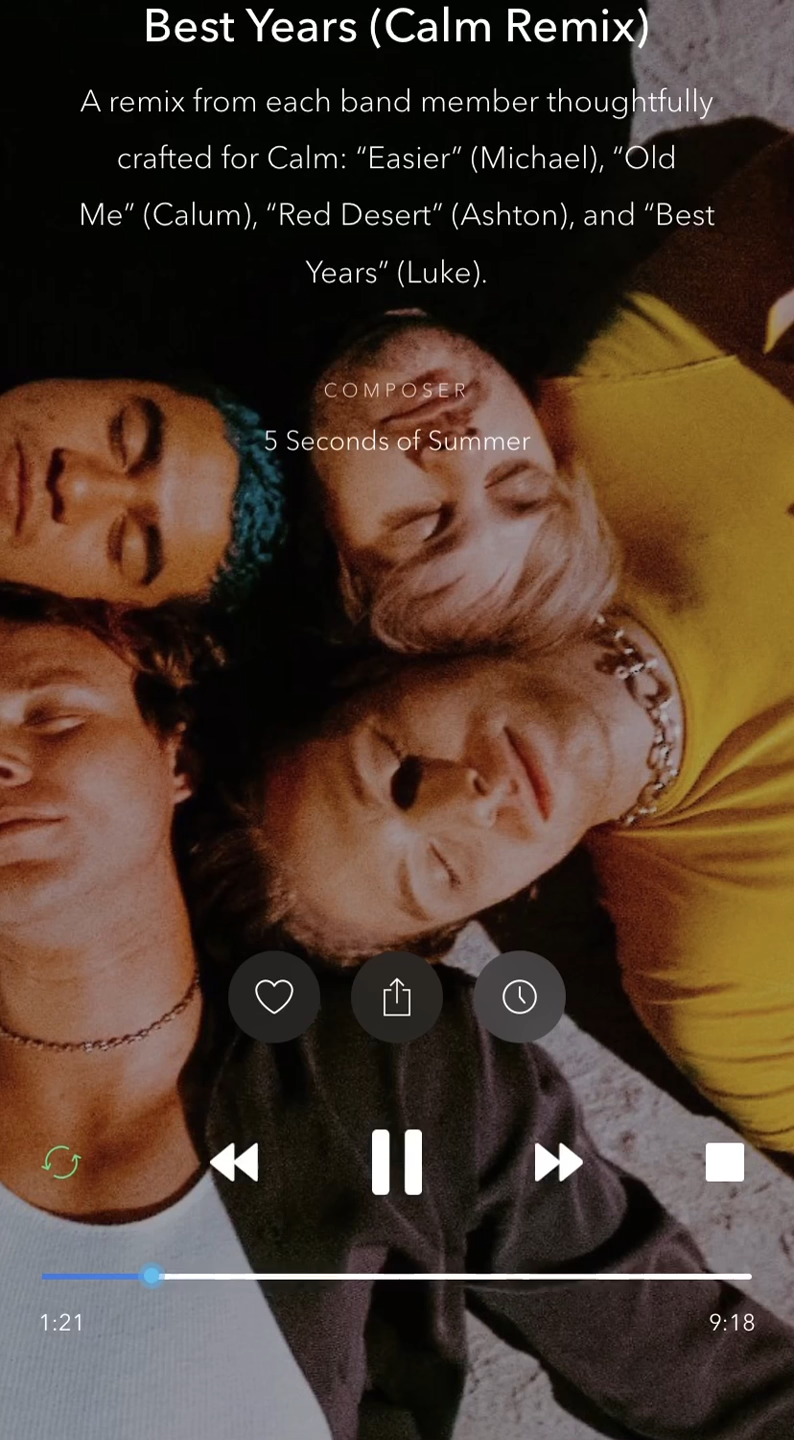 Best Years (Calm Remix)
A remix from each band member thoughtfully
crafted for Calm: “Easier” (Michael), “Old
Me” (Calum), “Red Desert” (Ashton), and “Best
Years” (Luke).
COMPOSER
5 Seconds of Summer
1:21
9:18